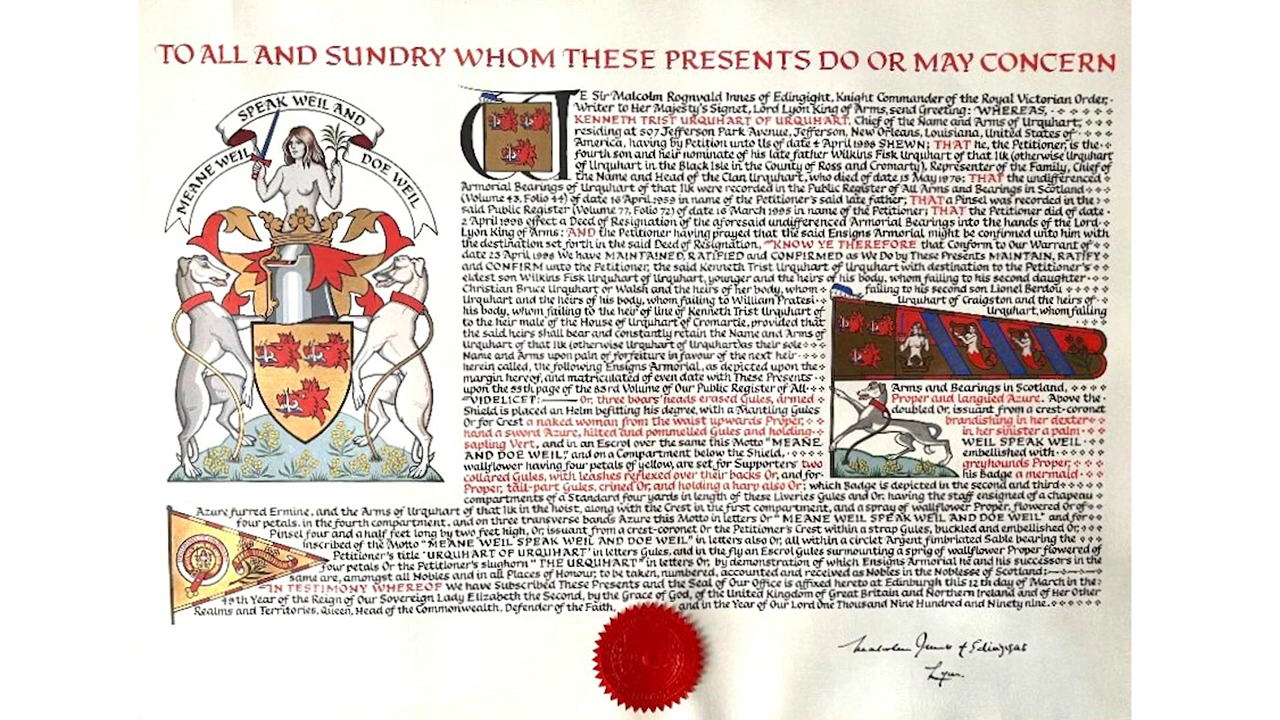 TO ALL AND SUNDRY WHOM THESE PRESENTS DO OR MAY CONCERN
MEANE WEIL SPEAK WEIL AND DOE WEIL
WE Sir Malcolm Rognvald Innes of Edingight, Knight Commander of the Royal Victorian Order,
Writer to Her Majesty's Signet, Lord Lyon King of Arms, send Greeting: WHEREAS,
KENNETH TRIST URQUHART OF URQUHART, Chief of the Name and Arms of Urquhart,
residing at 507 Jefferson Park Avenue, Jefferson, New Orleans, Louisiana, United States of
America, having by Petition unto Us of date 4 April 1998 SHEWN; THAT he, the Petitioner, is the
fourth son and heir nominate of his late father Wilkins Fisk Urquhart of that Ilk (otherwise Urquhart
of Urquhart in the Black Isle in the County of Ross and Cromarty), Representer of the Family, Chief of
the Name and Head of the Clan Urquhart, who died of date 15 May 1976; THAT the undifferenced
Armorial Bearings of Urquhart of that Ilk were recorded in the Public Register of All Arms and Bearings in Scotland
(Volume 43, Folio 44) of date 16 April 1959 in name of the Petitioner's said late father; THAT a Pinsel was recorded in the
said Public Register (Volume 77, Folio 72) of date 16 March 1995 in name of the Petitioner; THAT the Petitioner did of date
2 April 1998 effect a Deed of Resignation of the aforesaid undifferenced Armorial Bearings into the hands of the Lord
Lyon King of Arms: AND the Petitioner having prayed that the said Ensigns Armorial might be confirmed unto him with
the destination set forth in the said Deed of Resignation, KNOW YE THEREFORE that Conform to Our Warrant of
date 23 April 1998 We have MAINTAINED, RATIFIED and CONFIRMED as We Do by These Presents MAINTAIN, RATIFY
and CONFIRM unto the Petitioner, the said Kenneth Trist Urquhart of Urquhart with destination to the Petitioner's
eldest son Wilkins Fisk Urquhart of Urquhart, younger and the heirs of his body, whom failing to his second daughter
Christian Bruce Urquhart or Walsh and the heirs of her body, whom failing to his second son Lionel Berdou
Urquhart and the heirs of his body, whom failing to William Pratesi Urquhart of Craigston and the heirs of
his body, whom failing to the heir of line of Kenneth Trist Urquhart of Urquhart, whom failing
to the heir male of the House of Urquhart of Cromartie, provided that
the said heirs shall bear and constantly retain the Name and Arms of
Urquhart of that Ilk (otherwise Urquhart of Urquhart) as their sole
Name and Arms upon pain of forfeiture in favour of the next heir
herein called, the following Ensigns Armorial, as depicted upon the
margin hereof, and matriculated of even date with These Presents
upon the 55th page of the 83rd Volume of Our Public Register of All Arms and Bearings in Scotland,
VIDELICET: Or, three boars' heads erased Gules, armed Proper and langued Azure. Above the
Shield is placed an Helm befitting his degree, with a Mantling Gules doubled Or, issuant from a crest-coronet
Or for Crest a naked woman from the waist upwards Proper, brandishing in her dexter
hand a sword Azure, hilted and pommelled Gules and holding in her sinister a palm
sapling Vert, and in an Escrol over the same this Motto "MEANE WEIL SPEAK WEIL
AND DOE WEIL", and on a Compartment below the Shield, embellished with
wallflower having four petals of yellow, are set for Supporters two greyhounds Proper,
collared Gules, with leashes reflexed over their backs Or, and for his Badge a mermaid
Proper, tail-part Gules, crined Or, and holding a harp also Or; which Badge is depicted in the second and third
compartments of a Standard four yards in length of these Liveries Gules and Or, having the staff ensigned of a chapeau
Azure furred Ermine, and the Arms of Urquhart of that Ilk in the hoist, along with the Crest in the first compartment, and a spray of wallflower Proper, flowered Or of
four petals, in the fourth compartment, and on three transverse bands Azure this Motto in letters Or "MEANE WEIL SPEAK WEIL AND DOE WEIL" and for
Pinsel four and a half feet long by two feet high, Or, issuant from a crest-coronet Or the Petitioner's Crest within a strap Gules, buckled and embellished Or,
inscribed of the Motto "MEANE WEIL SPEAK WEIL AND DOE WEIL" in letters also Or, all within a circlet Argent fimbriated Sable bearing the
Petitioner's title "URQUHART OF URQUHART" in letters Gules, and in the fly an Escrol Gules surmounting a sprig of wallflower Proper flowered of
four petals Or the Petitioner's slughorn "THE URQUHART" in letters Or, by demonstration of which Ensigns Armorial he and his successors in the
same are, amongst all Nobles and in all Places of Honour, to be taken, numbered, accounted and received as Nobles in the Noblesse of Scotland:
IN TESTIMONY WHEREOF We have Subscribed These Presents and the Seal of Our Office is affixed hereto at Edinburgh this 12th day of March in the
48th Year of the Reign of Our Sovereign Lady Elizabeth the Second, by the Grace of God, of the United Kingdom of Great Britain and Northern Ireland and of Her Other
Realms and Territories, Queen, Head of the Commonwealth, Defender of the Faith, and in the Year of Our Lord One Thousand Nine Hundred and Ninety nine.
Malcolm Innes of Edingight
Lyon.